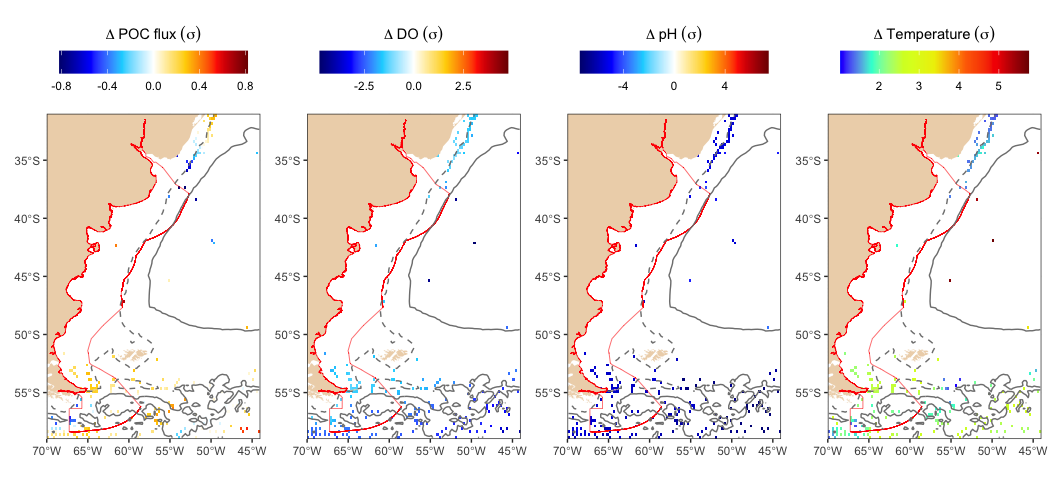 Δ POC flux (σ)
Δ DO (σ)
Δ pH (σ)
Δ Temperature (σ)
-0.8 -0.4 0.0 0.4 0.8
-2.5 0.0 2.5
-4 0 4
2 3 4 5
35°S 35°S 35°S 35°S
40°S 40°S 40°S 40°S
45°S 45°S 45°S 45°S
50°S 50°S 50°S 50°S
55°S 55°S 55°S 55°S
70°W 65°W 60°W 55°W 50°W 45°W
70°W 65°W 60°W 55°W 50°W 45°W
70°W 65°W 60°W 55°W 50°W 45°W
70°W 65°W 60°W 55°W 50°W 45°W